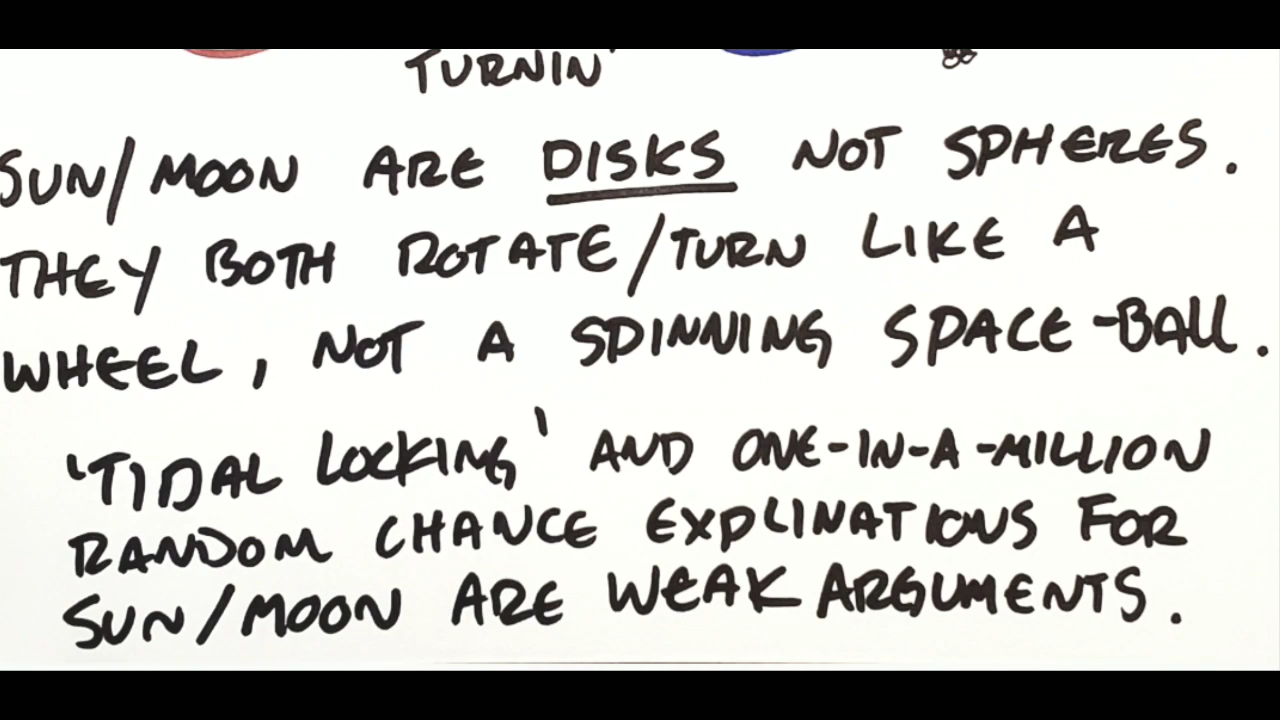 TURNIN'
SUN/MOON ARE DISKS NOT SPHERES.
THEY BOTH ROTATE/TURN LIKE A
WHEEL, NOT A SPINNING SPACE-BALL.
'TIDAL LOCKING' AND ONE-IN-A-MILLION
RANDOM CHANCE EXPLINATIONS FOR
SUN/MOON ARE WEAK ARGUMENTS.